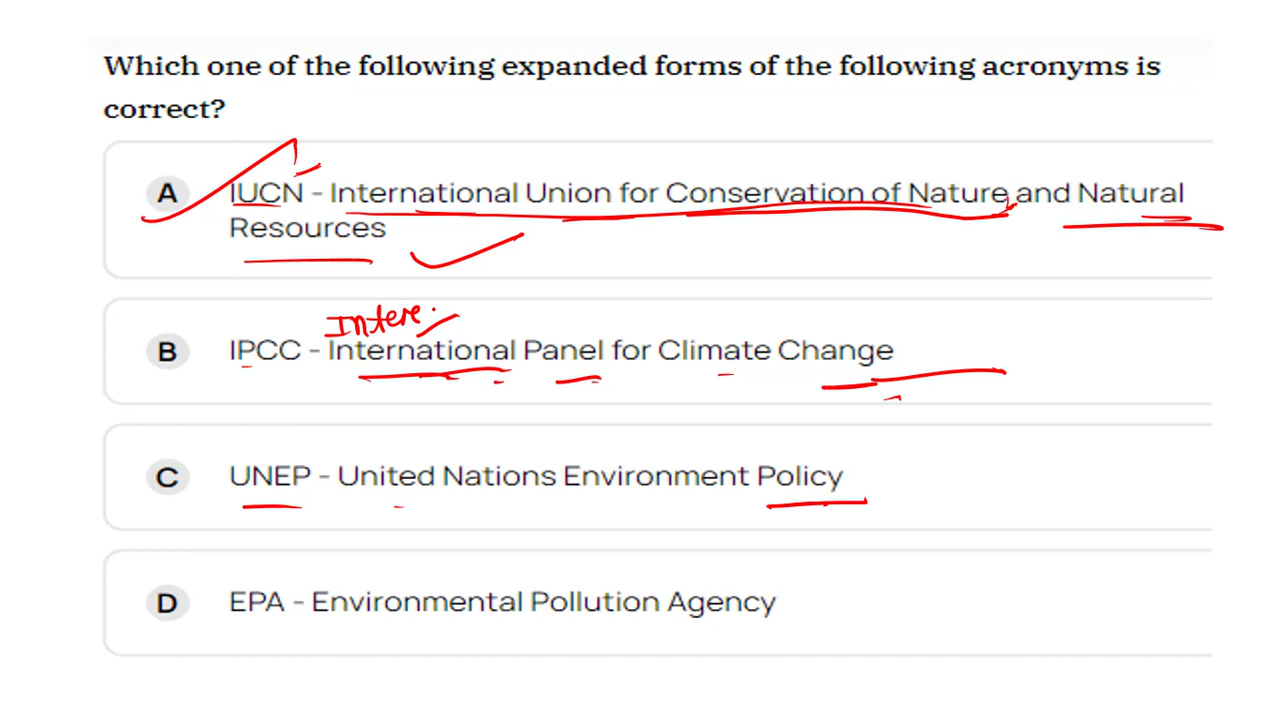 Which one of the following expanded forms of the following acronyms is
correct?
A IUCN - International Union for Conservation of Nature and Natural
Resources
Intere.
B IPCC - International Panel for Climate Change
C UNEP - United Nations Environment Policy
D EPA - Environmental Pollution Agency